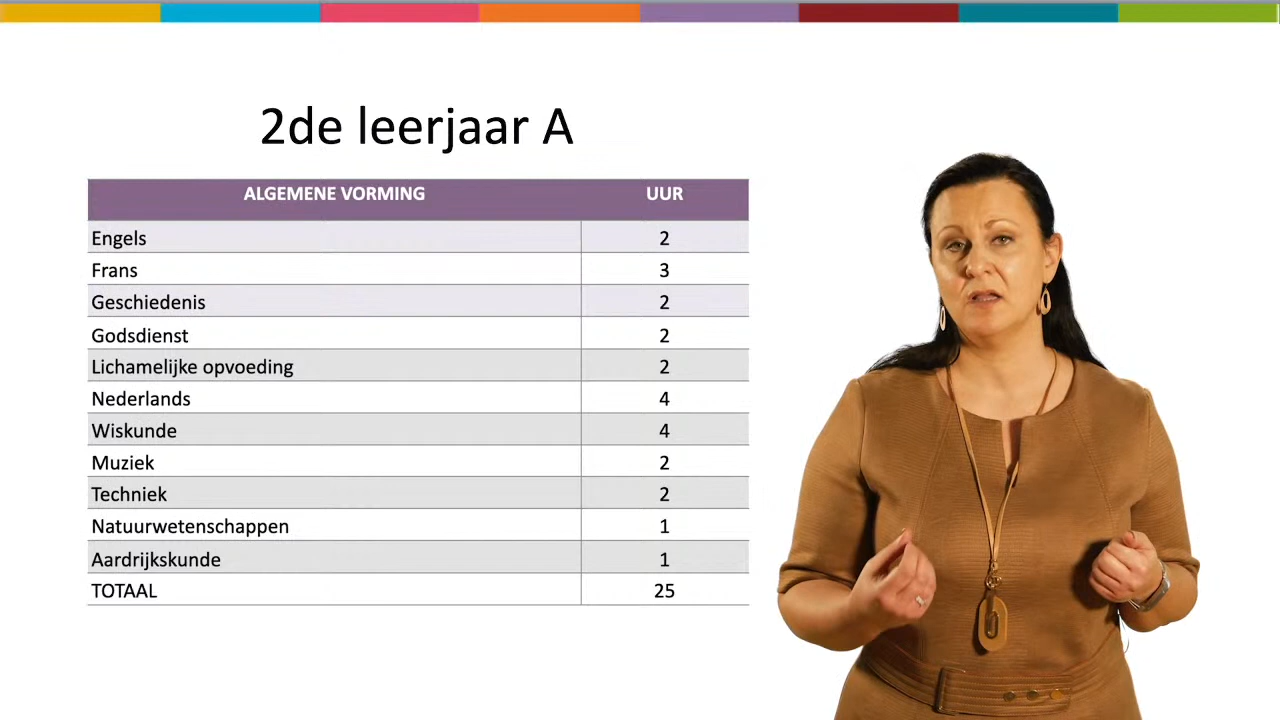 2de leerjaar A
ALGEMENE VORMING UUR
Engels 2
Frans 3
Geschiedenis 2
Godsdienst 2
Lichamelijke opvoeding 2
Nederlands 4
Wiskunde 4
Muziek 2
Techniek 2
Natuurwetenschappen 1
Aardrijkskunde 1
TOTAAL 25